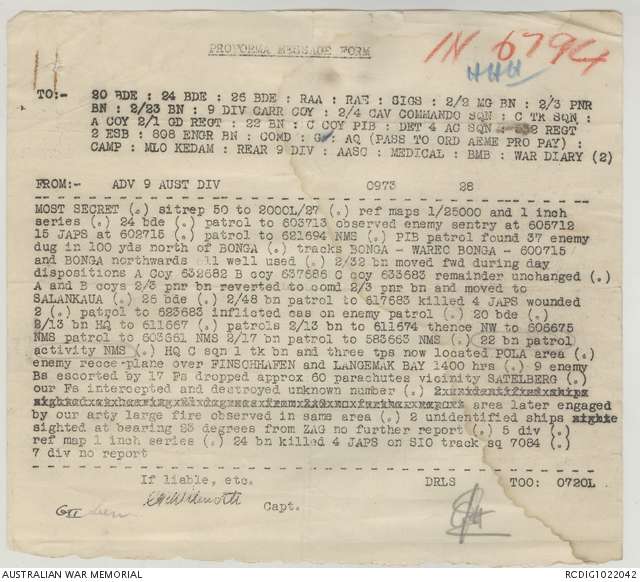 PROFORMA MESSAGE FORM
IN 6794
11
HHH
TO:- 20 BDE : 24 BDE : 26 BDE : RAA : RAE : SIGS : 2/2 MG BN : 2/3 PNR
BN : 2/23 BN : 9 DIV CARR COY : 2/4 CAV COMMANDO SQN : C TK SQN :
A COY 2/1 GD REGT : 22 BN : C COY PIB : DET 4 AC SQN : 532 REGT
2 ESB : 808 ENGR BN : COMD : G : AQ (PASS TO ORD AEME PRO PAY) :
CAMP : MLO KEDAM : REAR 9 DIV : AASC : MEDICAL : BMB : WAR DIARY (2)
FROM:- ADV 9 AUST DIV 0973 28
MOST SECRET (.) sitrep 50 to 2000L/27 (.) ref maps 1/25000 and 1 inch
series (.) 24 bde (.) patrol to 603713 observed enemy sentry at 605712
15 JAPS at 602715 (.) patrol to 621694 NMS (.) PIB patrol found 37 enemy
dug in 100 yds north of BONGA (.) tracks BONGA - WAREO BONGA - 600715
and BONGA northwards all well used (.) 2/32 bn moved fwd during day
dispositions A Coy 632682 B coy 637686 C coy 633683 remainder unchanged (.)
A and B coys 2/3 pnr bn reverted to comd 2/3 pnr bn and moved to
SALANKAUA (.) 26 bde (.) 2/48 bn patrol to 617683 killed 4 JAPS wounded
2 (.) patrol to 623683 inflicted cas on enemy patrol (.) 20 bde (.)
2/13 bn HQ to 611667 (.) patrols 2/13 bn to 611674 thence NW to 606675
NMS patrol to 603361 NMS 2/17 bn patrol to 583663 NMS (.) 22 bn patrol
activity NMS (.) HQ C sqn 1 tk bn and three tps now located POLA area (.)
enemy recce-plane over FINSCHHAFEN and LANGEMAK BAY 1400 hrs (.) 9 enemy
Bs escorted by 17 Fs dropped approx 60 parachutes vicinity SATELBERG (.)
our Fs intercepted and destroyed unknown number (.) 2 unidentified ships
area later engaged
by our arty large fire observed in same area (.) 2 unidentified ships
sighted at bearing 23 degrees from ZAG no further report (.) 5 div (.)
ref map 1 inch series (.) 24 bn killed 4 JAPS on SIO track sq 7084 (.)
7 div no report
If liable, etc. DRLS TOO: 0720L
Capt.
GII
AUSTRALIAN WAR MEMORIAL RCDIG1022042